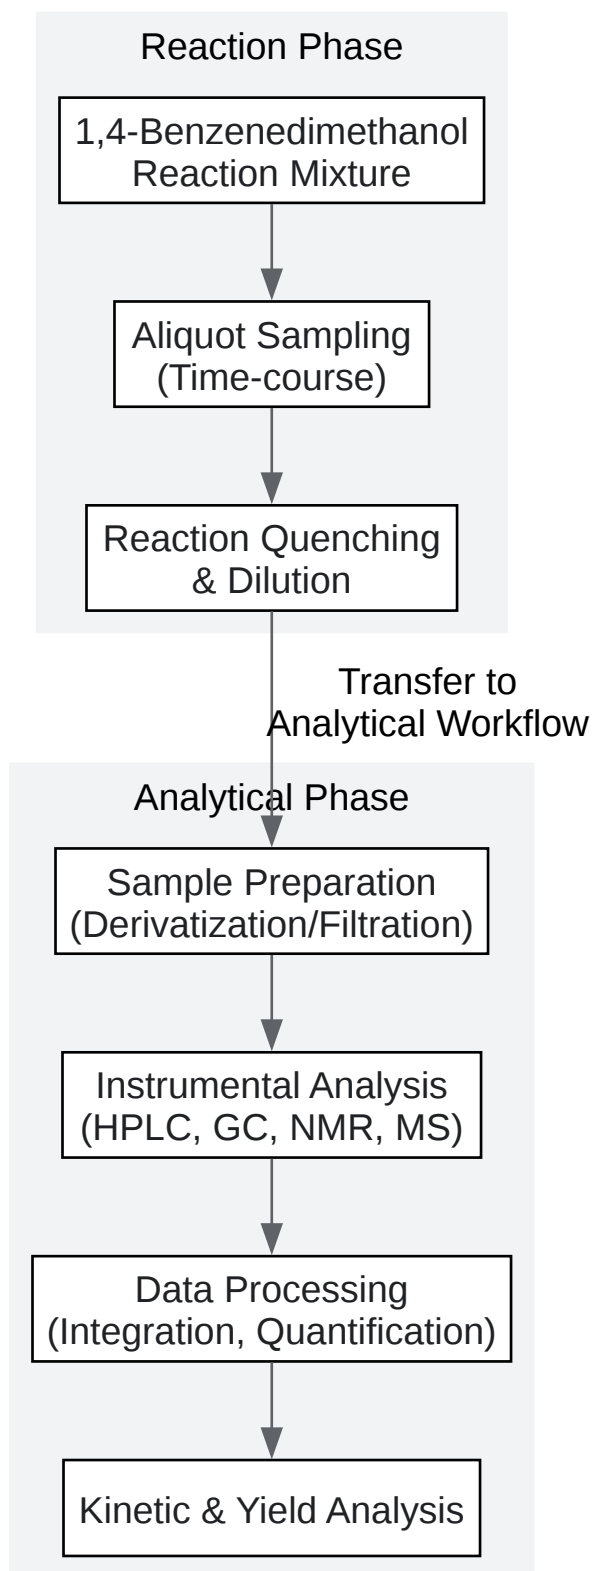 Reaction Phase
1,4-Benzenedimethanol
Reaction Mixture
Aliquot Sampling
(Time-course)
Reaction Quenching
& Dilution
Transfer to
Analytical Workflow
Analytical Phase
Sample Preparation
(Derivatization/Filtration)
Instrumental Analysis
(HPLC, GC, NMR, MS)
Data Processing
(Integration, Quantification)
Kinetic & Yield Analysis